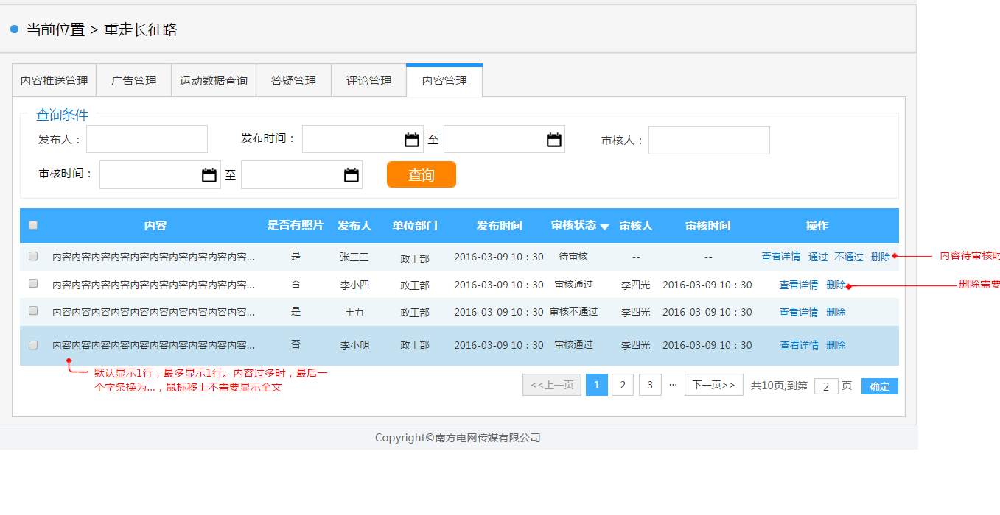 当前位置 > 重走长征路
内容推送管理 广告管理 运动数据查询 答疑管理 评论管理 内容管理
查询条件
发布人： 发布时间： 至 审核人：
审核时间： 至 查询
内容 是否有照片 发布人 单位部门 发布时间 审核状态 审核人 审核时间 操作
内容内容内容内容内容内容内容内容内容内容... 是 张三三 政工部 2016-03-09 10：30 待审核 -- -- 查看详情 通过 不通过 删除 内容待审核时
内容内容内容内容内容内容内容内容内容内容... 否 李小四 政工部 2016-03-09 10：30 审核通过 李四光 2016-03-09 10：30 查看详情 删除 删除需要
内容内容内容内容内容内容内容内容内容内容... 是 王五 政工部 2016-03-09 10：30 审核不通过 李四光 2016-03-09 10：30 查看详情 删除
内容内容内容内容内容内容内容内容内容内容... 否 李小明 政工部 2016-03-09 10：30 审核通过 李四光 2016-03-09 10：30 查看详情 删除
默认显示1行，最多显示1行。内容过多时，最后一
个字条换为...，鼠标移上不需要显示全文
<<上一页 1 2 3 ··· 下一页>> 共10页,到第 2 页 确定
Copyright©南方电网传媒有限公司